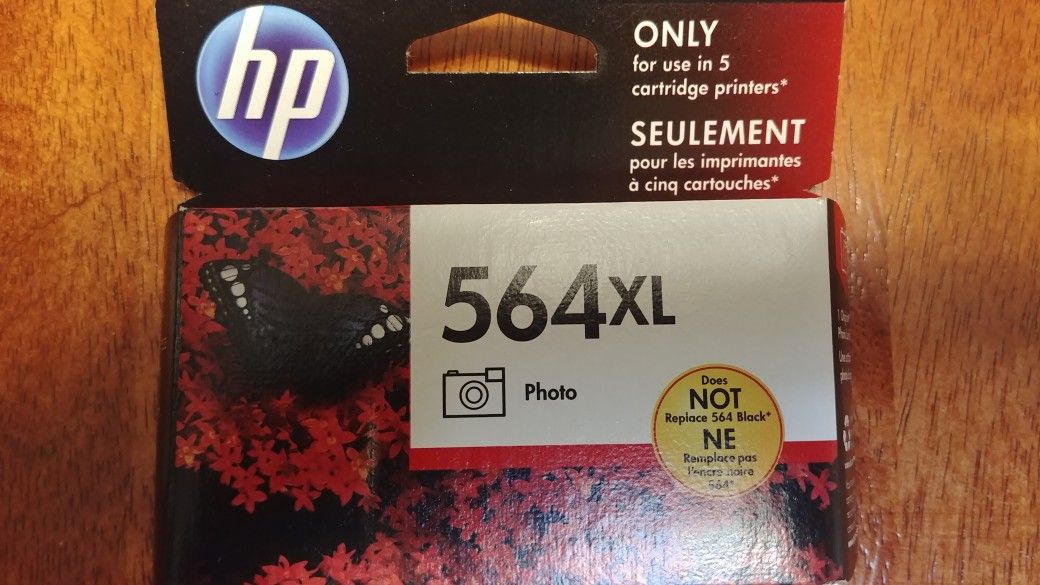 hp
ONLY
for use in 5
cartridge printers*
SEULEMENT
pour les imprimantes
à cinq cartouches*
564XL
Photo
Does
NOT
Replace 564 Black*
NE
Remplace pas
l'encre noire
564*